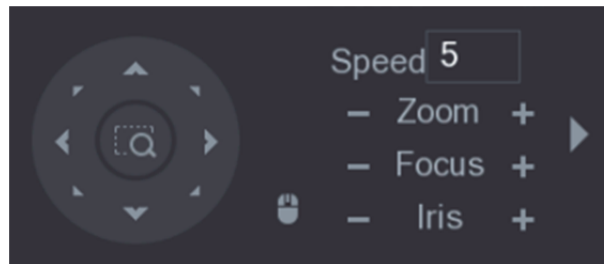 Speed 5
− Zoom +
− Focus +
− Iris +